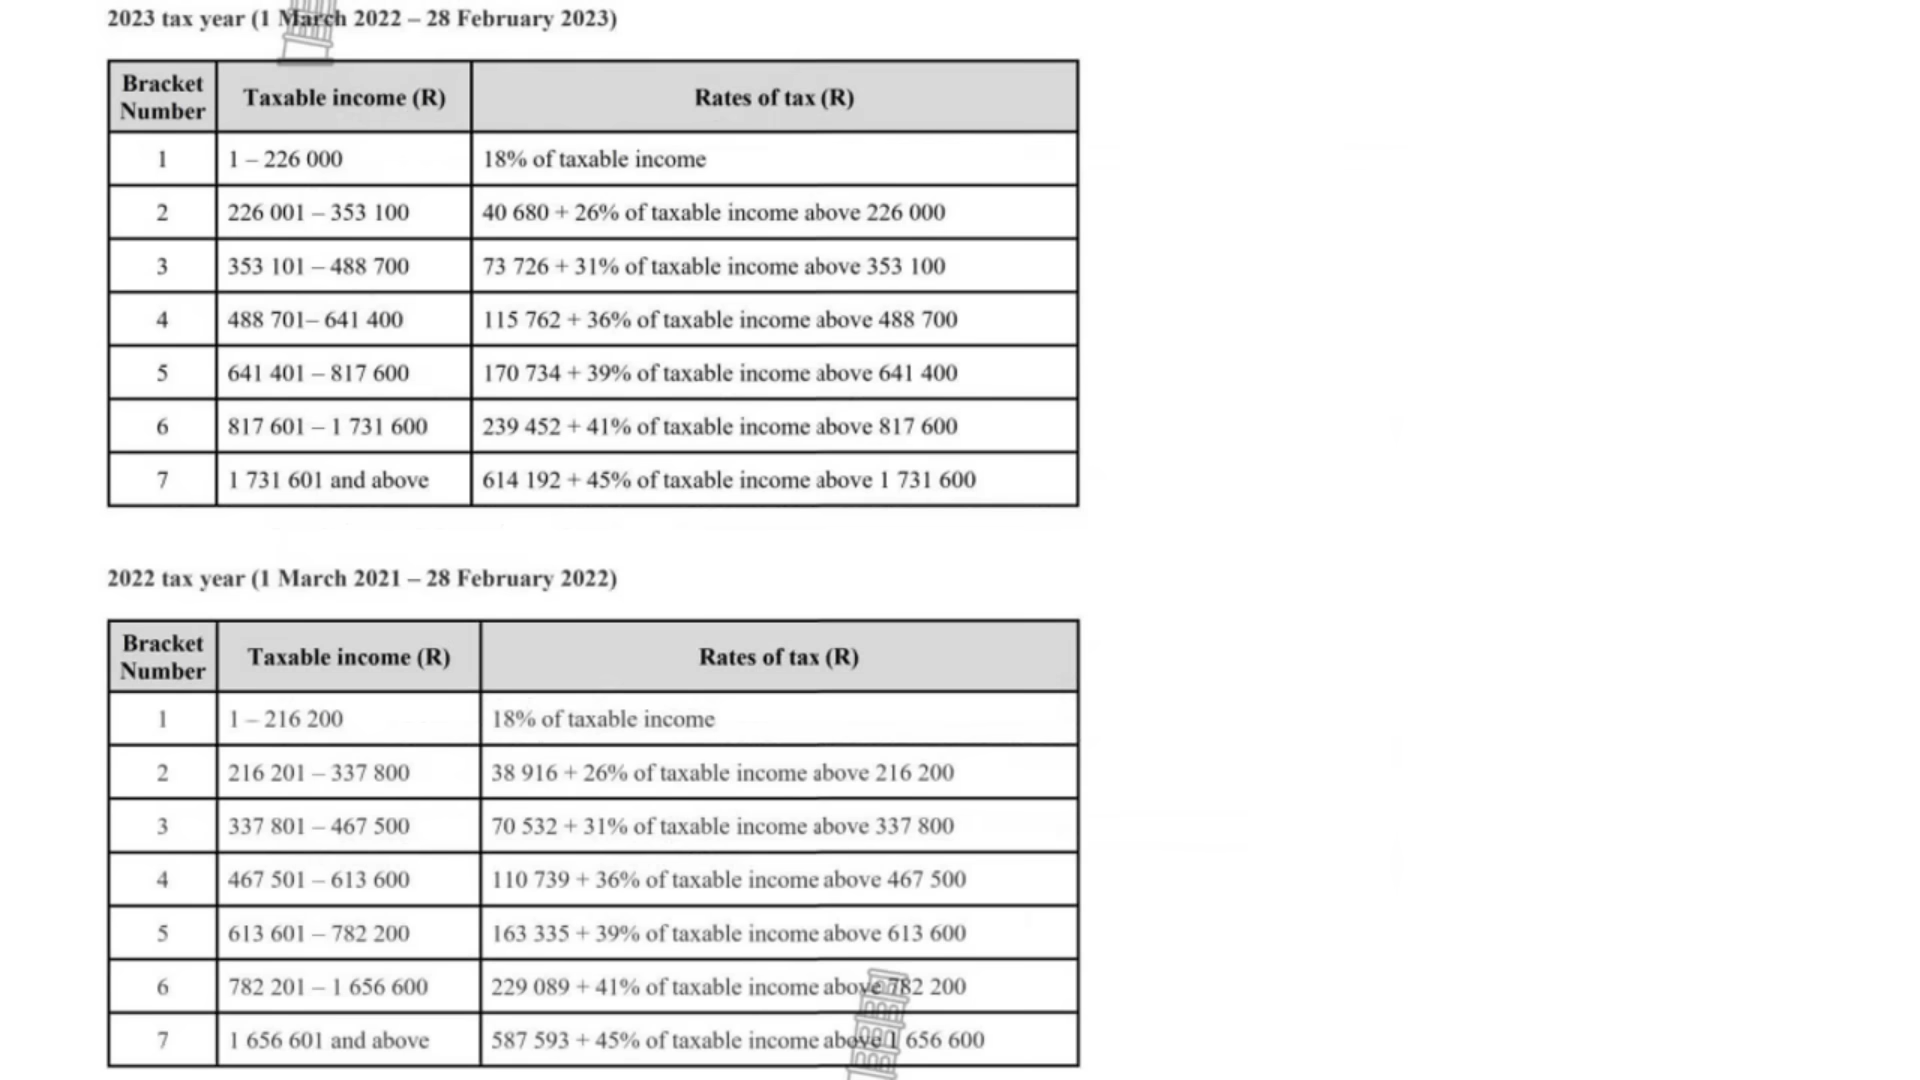 2023 tax year (1 March 2022 – 28 February 2023)
Bracket Number Taxable income (R) Rates of tax (R)
1 1 – 226 000 18% of taxable income
2 226 001 – 353 100 40 680 + 26% of taxable income above 226 000
3 353 101 – 488 700 73 726 + 31% of taxable income above 353 100
4 488 701– 641 400 115 762 + 36% of taxable income above 488 700
5 641 401 – 817 600 170 734 + 39% of taxable income above 641 400
6 817 601 – 1 731 600 239 452 + 41% of taxable income above 817 600
7 1 731 601 and above 614 192 + 45% of taxable income above 1 731 600
2022 tax year (1 March 2021 – 28 February 2022)
Bracket Number Taxable income (R) Rates of tax (R)
1 1 – 216 200 18% of taxable income
2 216 201 – 337 800 38 916 + 26% of taxable income above 216 200
3 337 801 – 467 500 70 532 + 31% of taxable income above 337 800
4 467 501 – 613 600 110 739 + 36% of taxable income above 467 500
5 613 601 – 782 200 163 335 + 39% of taxable income above 613 600
6 782 201 – 1 656 600 229 089 + 41% of taxable income above 782 200
7 1 656 601 and above 587 593 + 45% of taxable income above 1 656 600